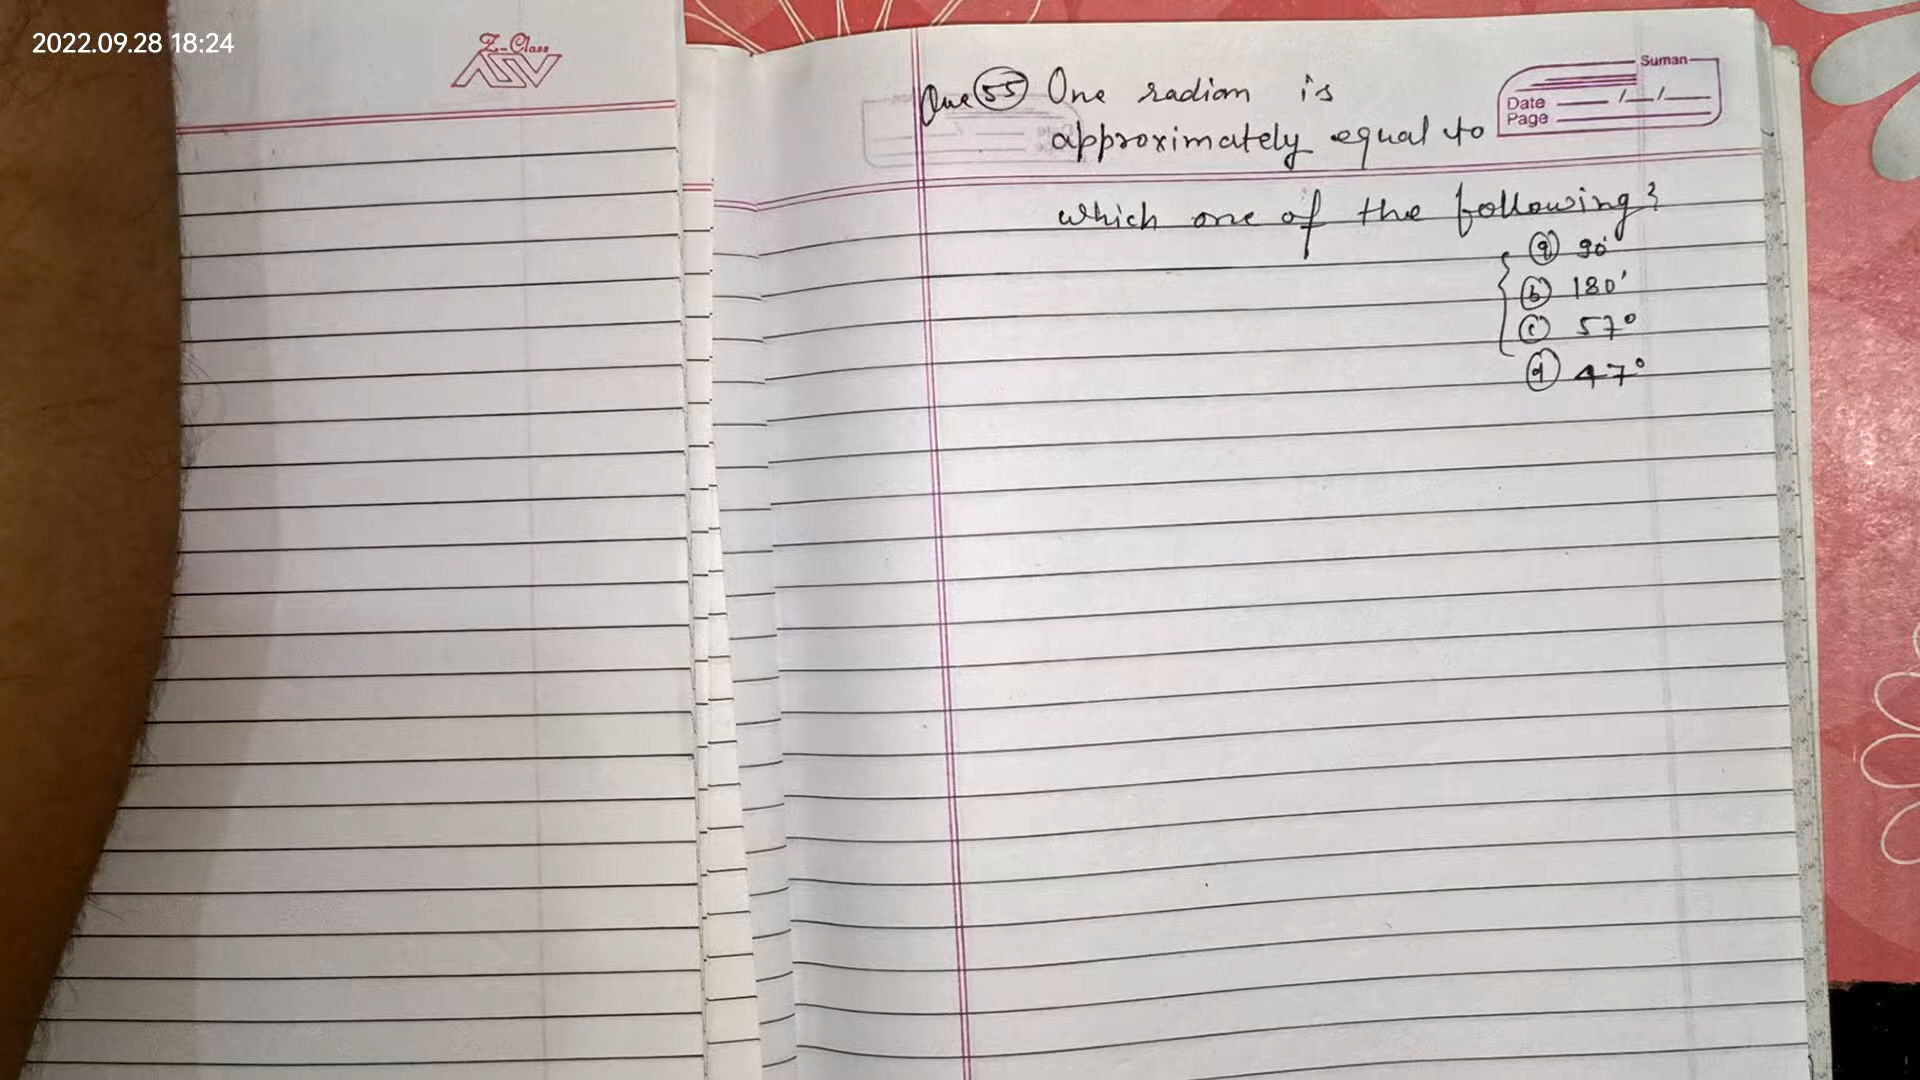 2022.09.28 18:24
Z-Class
Suman
Date
Page
Que 55 One radian is
approximately equal to
which one of the following?
a 90°
b 180'
c 57°
d 47°